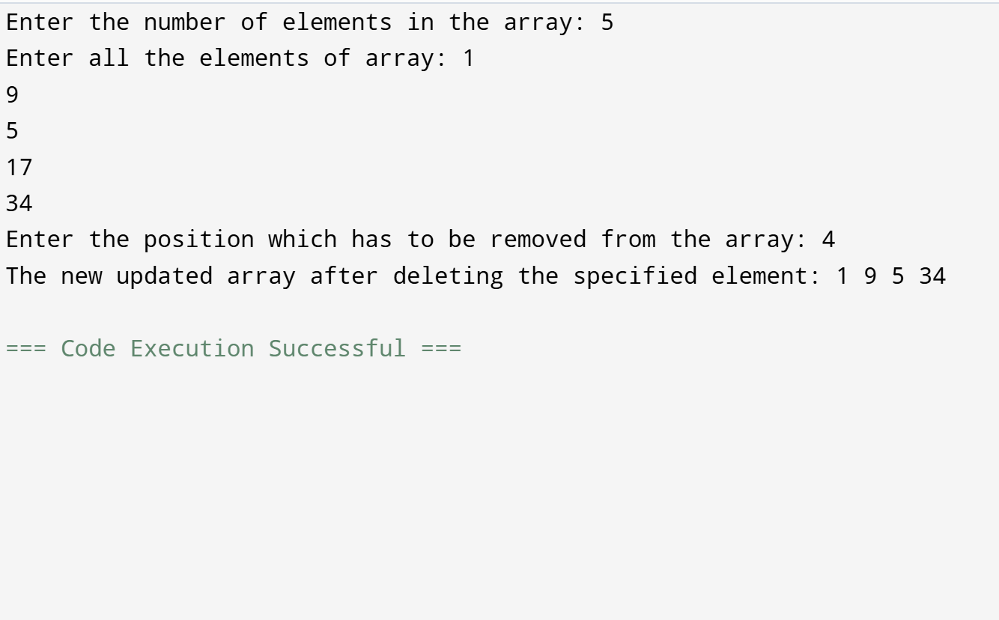 Enter the number of elements in the array: 5
Enter all the elements of array: 1
9
5
17
34
Enter the position which has to be removed from the array: 4
The new updated array after deleting the specified element: 1 9 5 34
=== Code Execution Successful ===